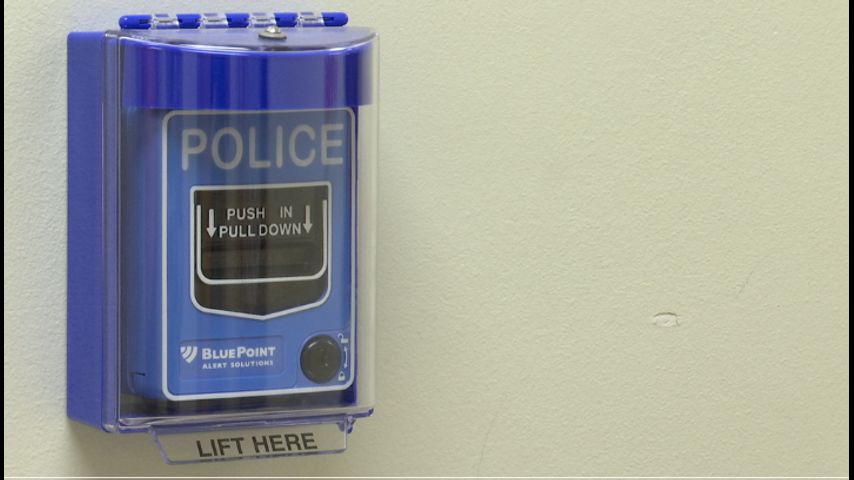 POLICE
PUSH IN
PULL DOWN
BLUEPOINT
ALERT SOLUTIONS
LIFT HERE